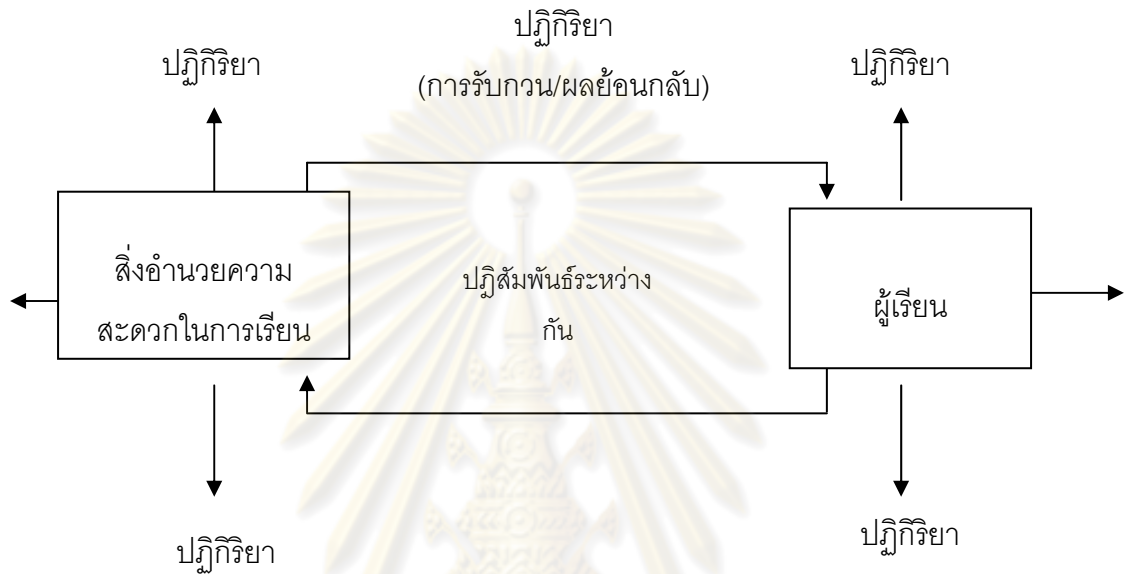 ปฏิกิริยา
(การรับกวน/ผลย้อนกลับ)
ปฏิกิริยา
ปฏิกิริยา
สิ่งอำนวยความ
สะดวกในการเรียน
ปฎิสัมพันธ์ระหว่าง
กัน
ผู้เรียน
ปฏิกิริยา
ปฏิกิริยา